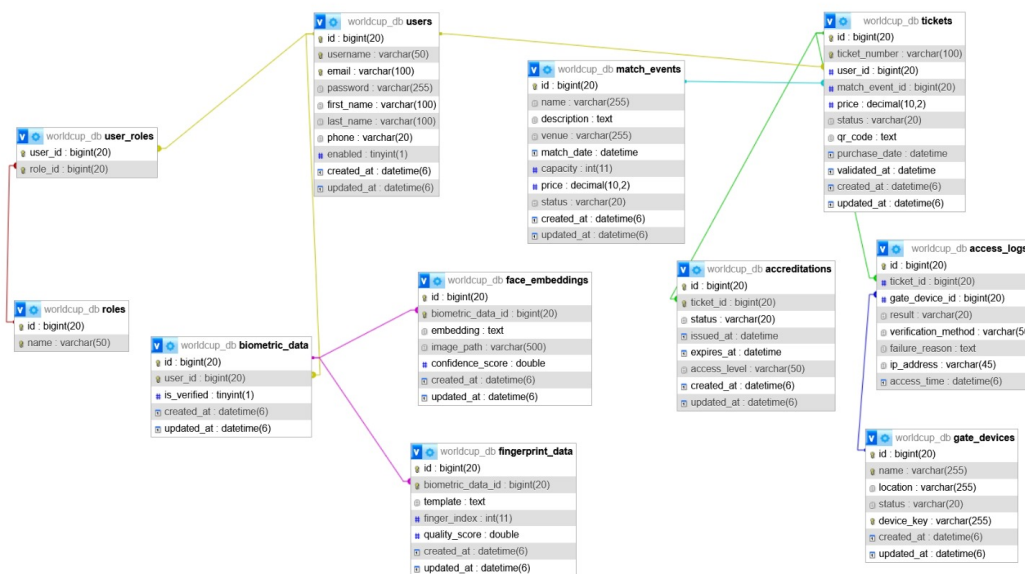 worldcup_db users
id : bigint(20)
username : varchar(50)
email : varchar(100)
password : varchar(255)
first_name : varchar(100)
last_name : varchar(100)
phone : varchar(20)
enabled : tinyint(1)
created_at : datetime(6)
updated_at : datetime(6)
worldcup_db tickets
id : bigint(20)
ticket_number : varchar(100)
user_id : bigint(20)
match_event_id : bigint(20)
price : decimal(10,2)
status : varchar(20)
qr_code : text
purchase_date : datetime
validated_at : datetime
created_at : datetime(6)
updated_at : datetime(6)
worldcup_db match_events
id : bigint(20)
name : varchar(255)
description : text
venue : varchar(255)
match_date : datetime
capacity : int(11)
price : decimal(10,2)
status : varchar(20)
created_at : datetime(6)
updated_at : datetime(6)
worldcup_db user_roles
user_id : bigint(20)
role_id : bigint(20)
worldcup_db access_logs
id : bigint(20)
ticket_id : bigint(20)
gate_device_id : bigint(20)
result : varchar(20)
verification_method : varchar(50
failure_reason : text
ip_address : varchar(45)
access_time : datetime(6)
worldcup_db accreditations
id : bigint(20)
ticket_id : bigint(20)
status : varchar(20)
issued_at : datetime
expires_at : datetime
access_level : varchar(50)
created_at : datetime(6)
updated_at : datetime(6)
worldcup_db face_embeddings
id : bigint(20)
biometric_data_id : bigint(20)
embedding : text
image_path : varchar(500)
confidence_score : double
created_at : datetime(6)
updated_at : datetime(6)
worldcup_db roles
id : bigint(20)
name : varchar(50)
worldcup_db biometric_data
id : bigint(20)
user_id : bigint(20)
is_verified : tinyint(1)
created_at : datetime(6)
updated_at : datetime(6)
worldcup_db fingerprint_data
id : bigint(20)
biometric_data_id : bigint(20)
template : text
finger_index : int(11)
quality_score : double
created_at : datetime(6)
updated_at : datetime(6)
worldcup_db gate_devices
id : bigint(20)
name : varchar(255)
location : varchar(255)
status : varchar(20)
device_key : varchar(255)
created_at : datetime(6)
updated_at : datetime(6)